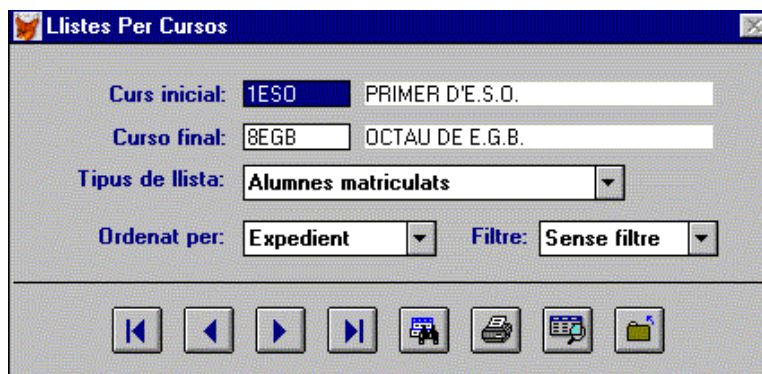 Llistes Per Cursos
Curs inicial: 1ESO PRIMER D'E.S.O.
Curso final: 8EGB OCTAU DE E.G.B.
Tipus de llista: Alumnes matriculats
Ordenat per: Expedient Filtre: Sense filtre